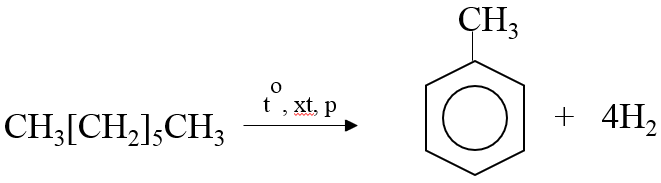 CH₃
CH₃[CH₂]₅CH₃ t°, xt, p + 4H₂